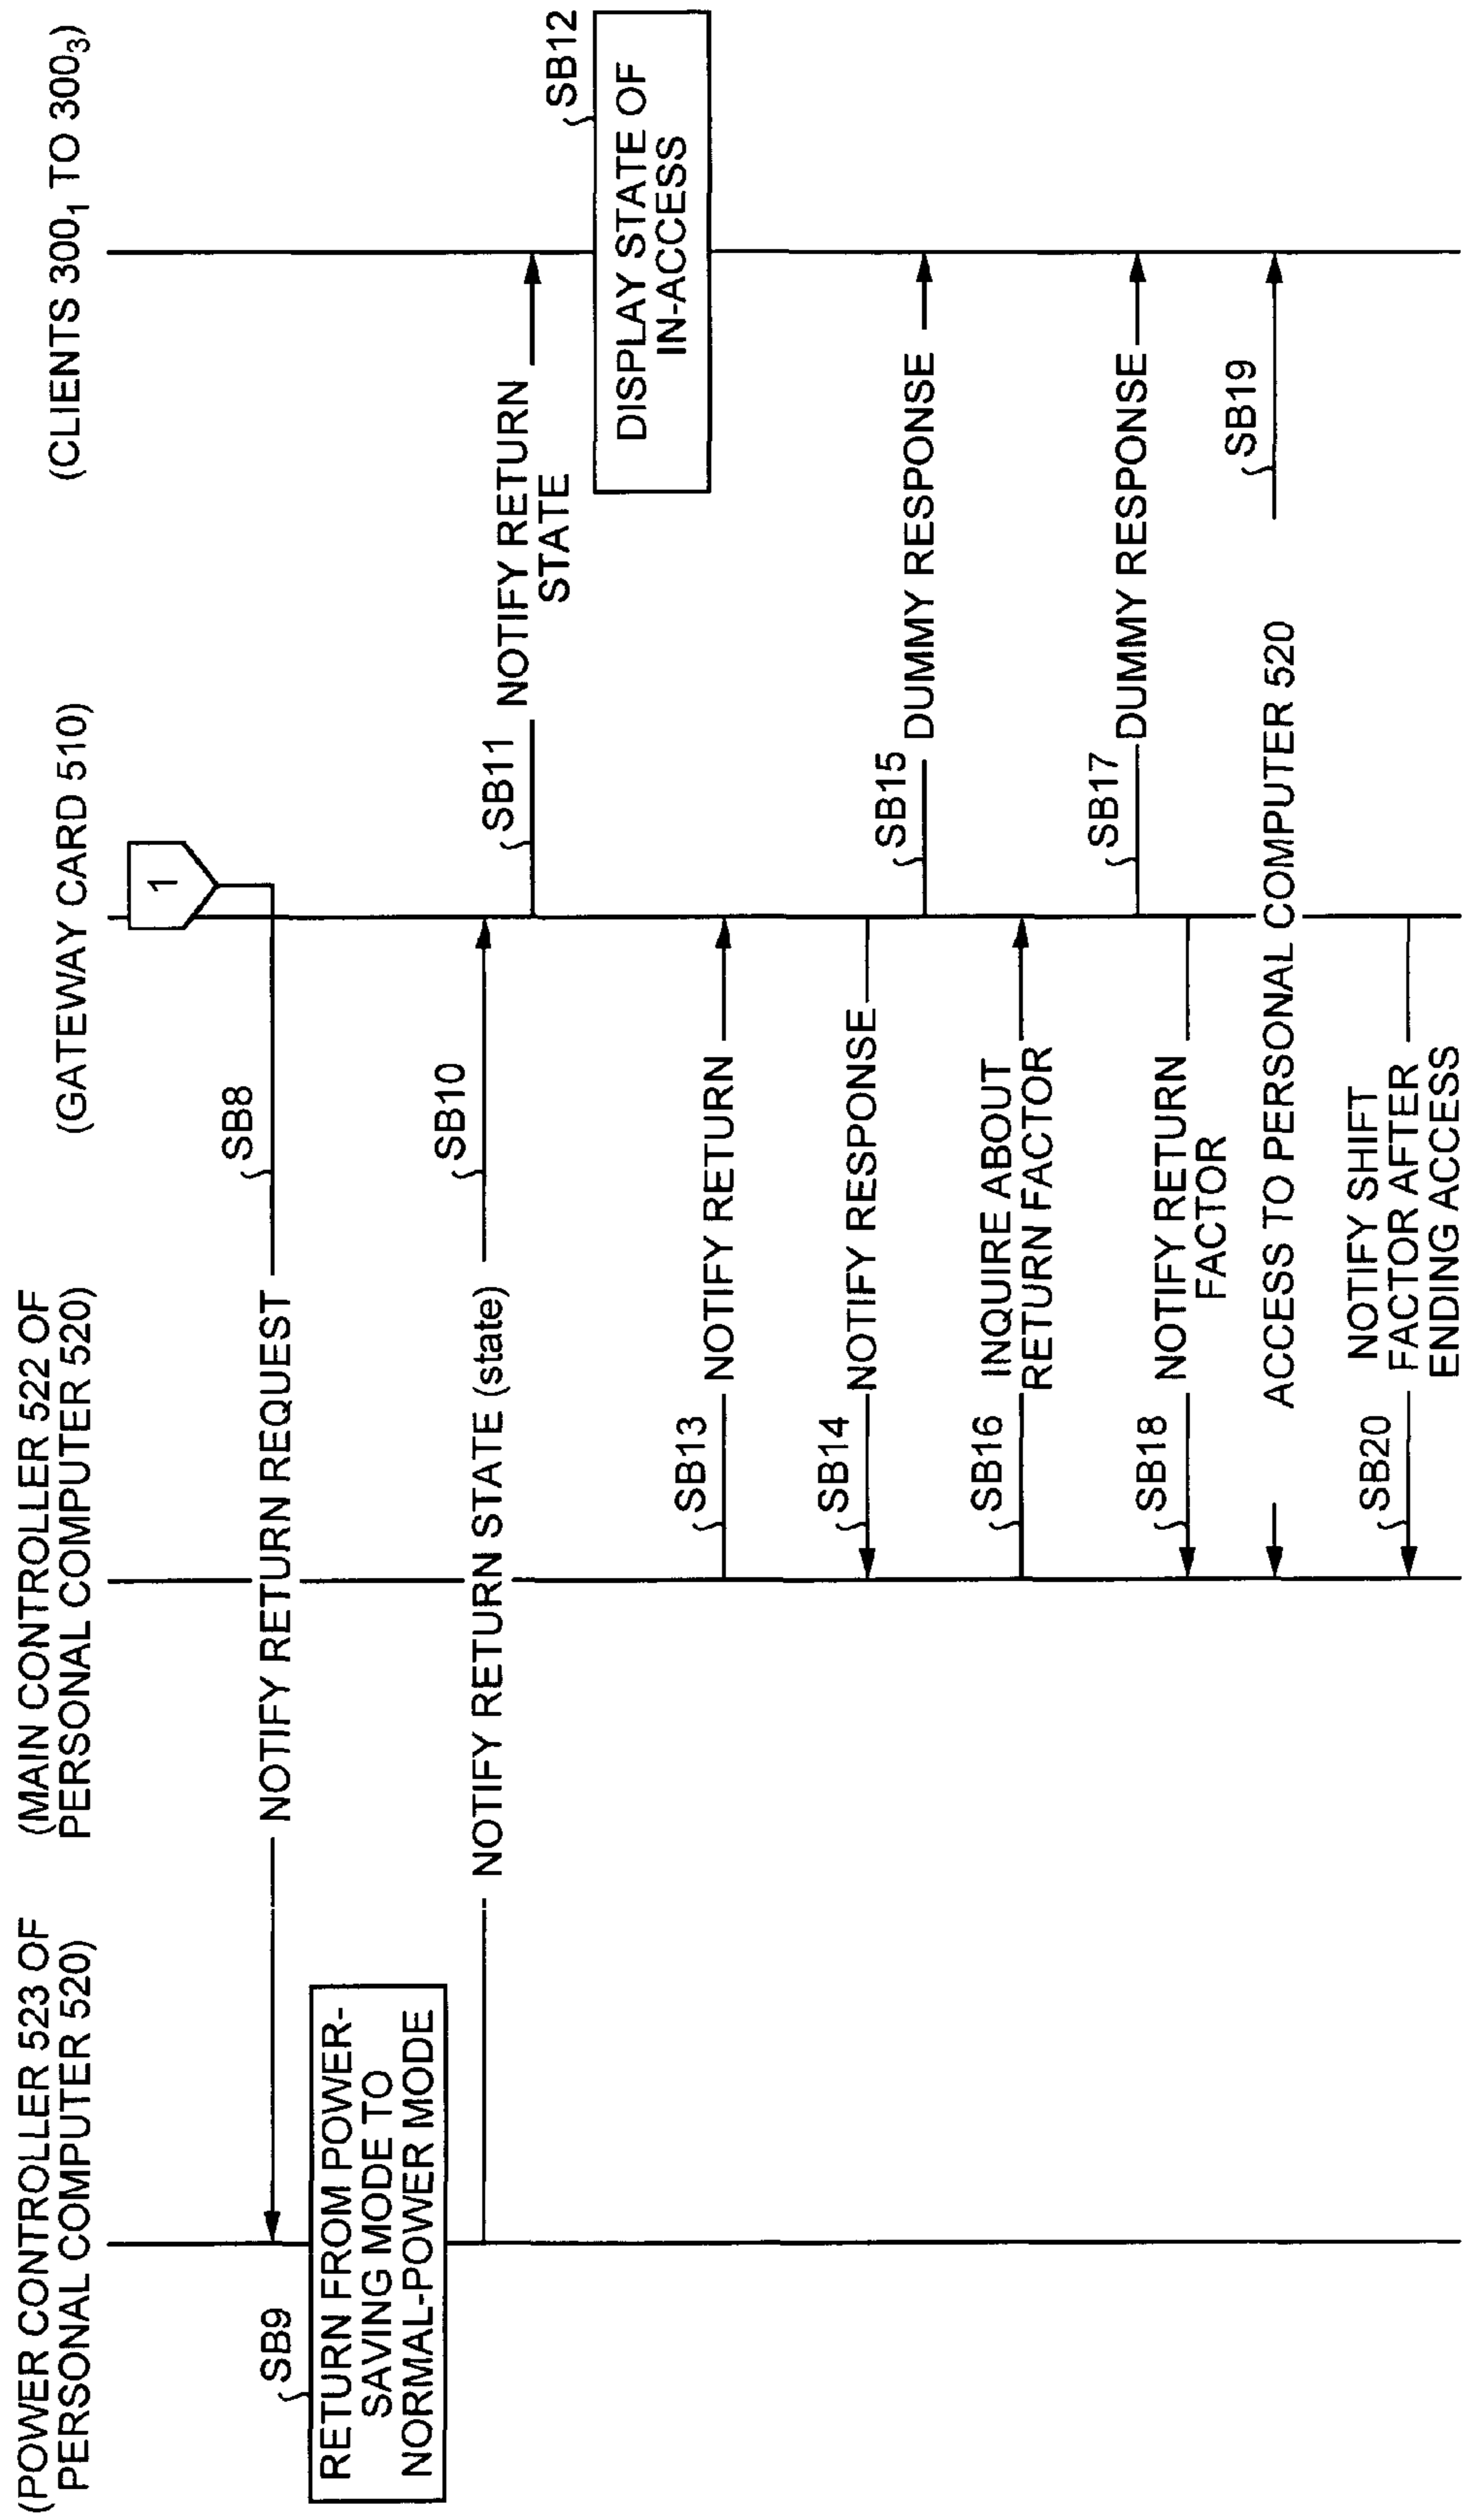 (POWER CONTROLLER 523 OF
PERSONAL COMPUTER 520)
(MAIN CONTROLLER 522 OF
PERSONAL COMPUTER 520)
(GATEWAY CARD 510)
(CLIENTS 300₁ TO 300₃)
1
SB8
NOTIFY RETURN REQUEST
SB9
RETURN FROM POWER-
SAVING MODE TO
NORMAL-POWER MODE
SB10
NOTIFY RETURN STATE (state)
SB11
NOTIFY RETURN
STATE
SB12
DISPLAY STATE OF
IN-ACCESS
SB13
NOTIFY RETURN
SB14
NOTIFY RESPONSE
SB15
DUMMY RESPONSE
SB16
INQUIRE ABOUT
RETURN FACTOR
SB17
DUMMY RESPONSE
SB18
NOTIFY RETURN
FACTOR
SB19
ACCESS TO PERSONAL COMPUTER 520
SB20
NOTIFY SHIFT
FACTOR AFTER
ENDING ACCESS